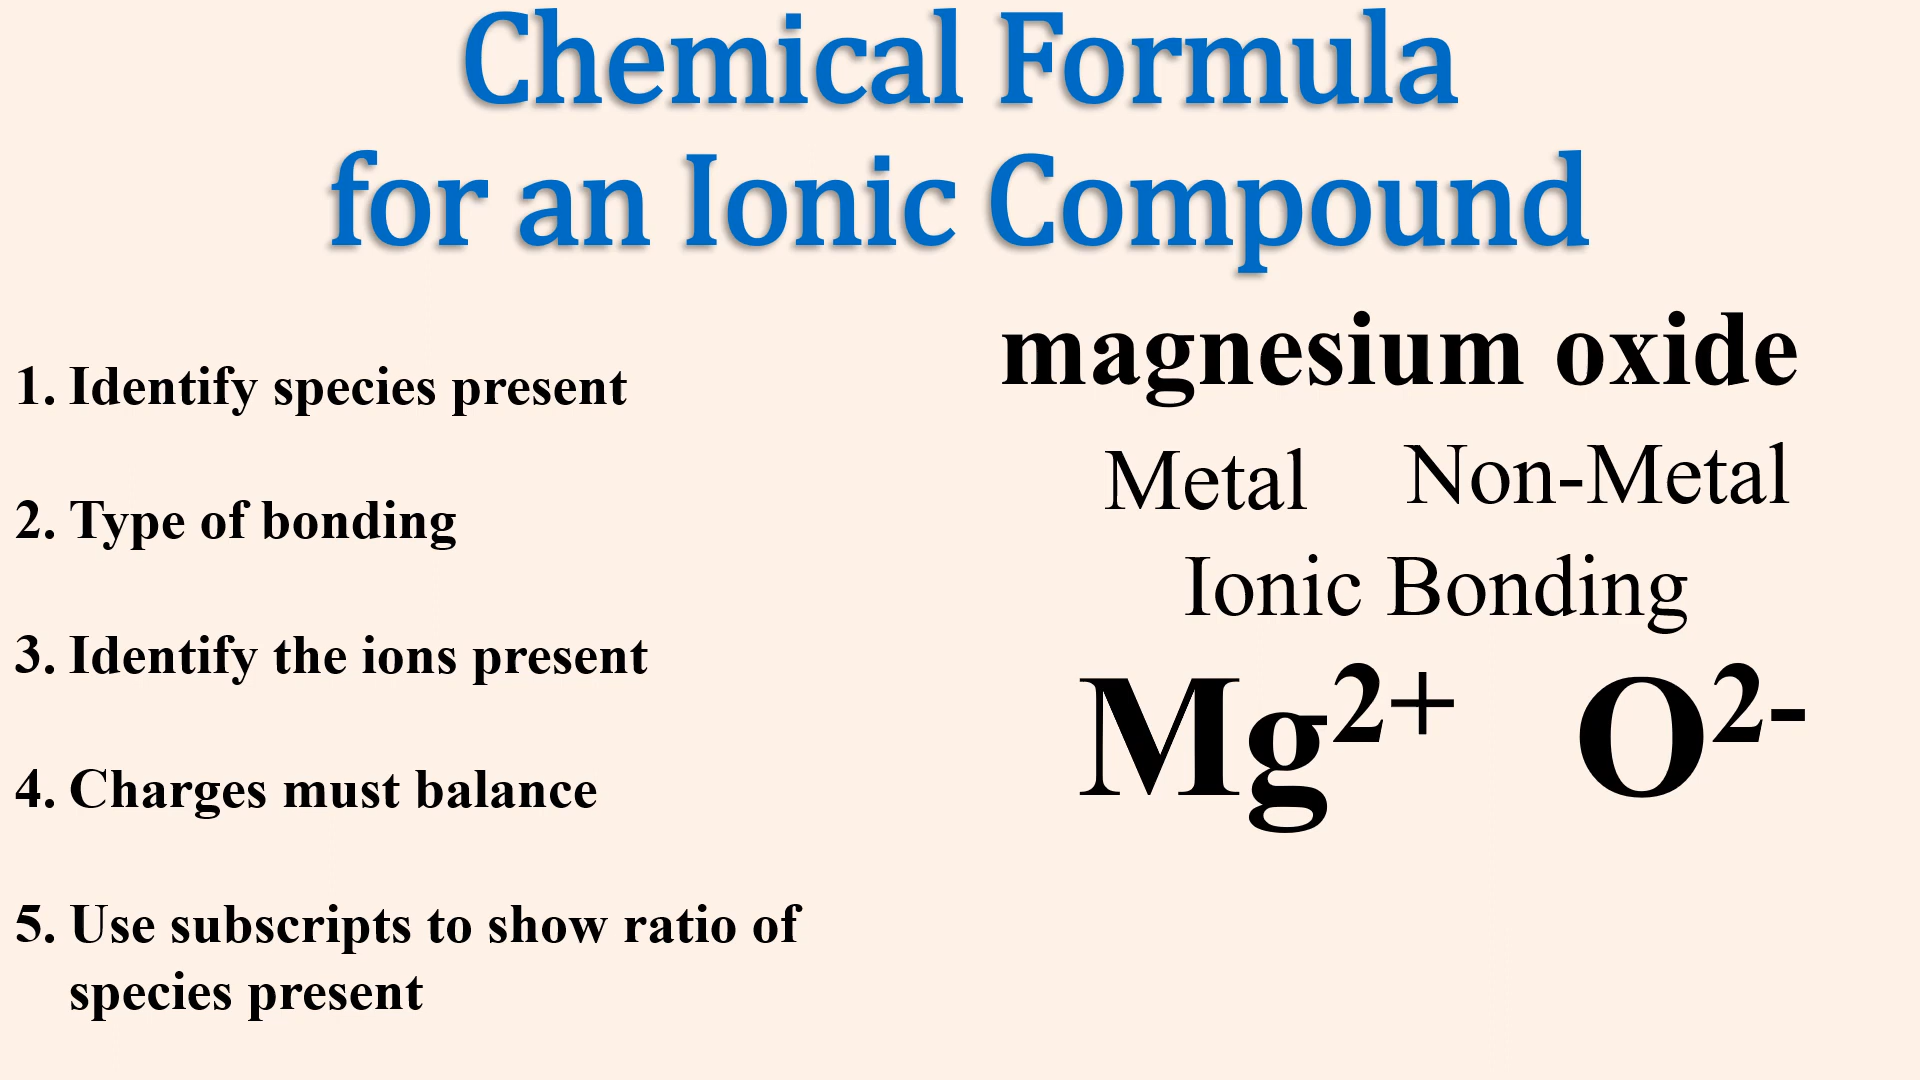 Chemical Formula
for an Ionic Compound
1. Identify species present
2. Type of bonding
3. Identify the ions present
4. Charges must balance
5. Use subscripts to show ratio of
species present
magnesium oxide
Metal Non-Metal
Ionic Bonding
Mg²⁺ O²⁻